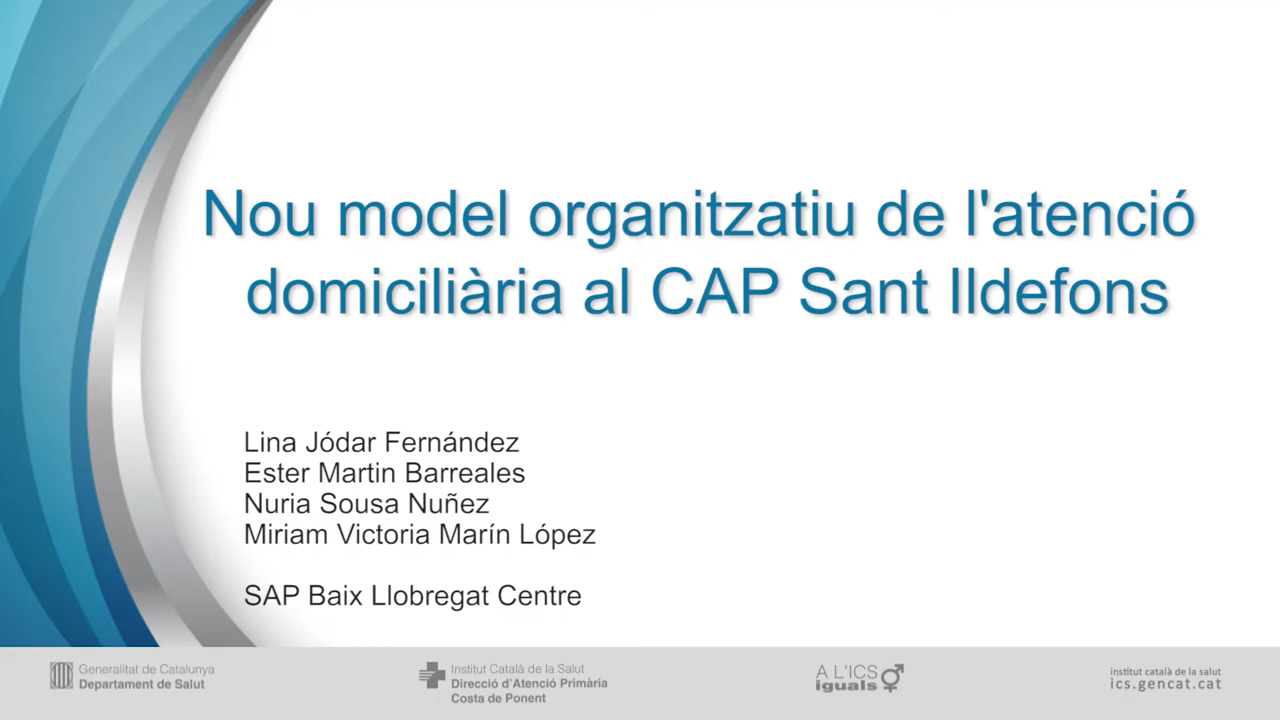 Nou model organitzatiu de l'atenció
domiciliària al CAP Sant Ildefons
Lina Jódar Fernández
Ester Martin Barreales
Nuria Sousa Nuñez
Miriam Victoria Marín López
SAP Baix Llobregat Centre
Generalitat de Catalunya
Departament de Salut
Institut Català de la Salut
Direcció d'Atenció Primària
Costa de Ponent
A L'ICS
iguals
institut català de la salut
ics.gencat.cat